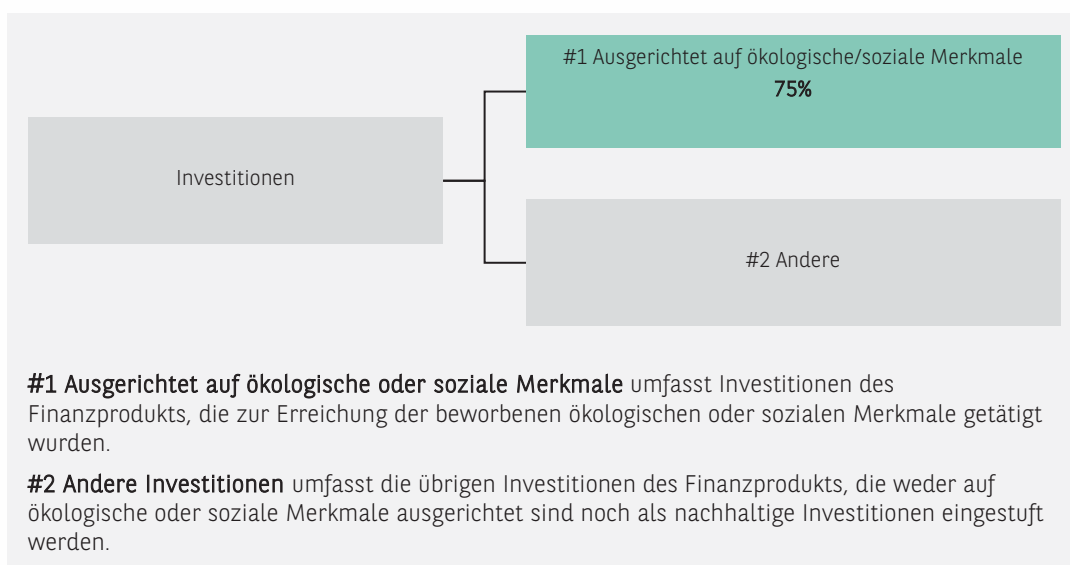 #1 Ausgerichtet auf ökologische/soziale Merkmale
75%
Investitionen
#2 Andere
#1 Ausgerichtet auf ökologische oder soziale Merkmale umfasst Investitionen des
Finanzprodukts, die zur Erreichung der beworbenen ökologischen oder sozialen Merkmale getätigt
wurden.
#2 Andere Investitionen umfasst die übrigen Investitionen des Finanzprodukts, die weder auf
ökologische oder soziale Merkmale ausgerichtet sind noch als nachhaltige Investitionen eingestuft
werden.